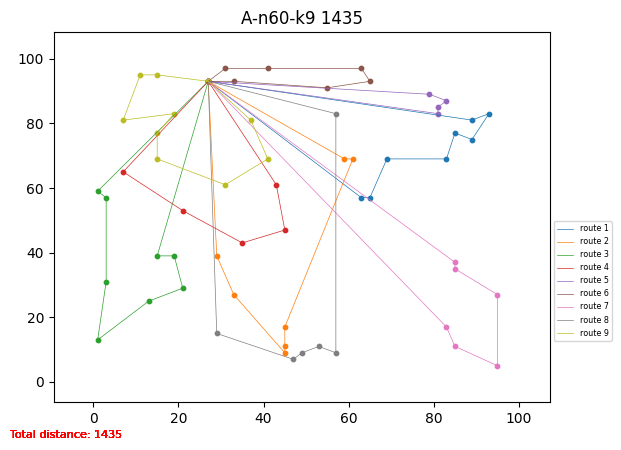 A-n60-k9 1435
100
80
60
40
20
0
0 20 40 60 80 100
route 1
route 2
route 3
route 4
route 5
route 6
route 7
route 8
route 9
Total distance: 1435